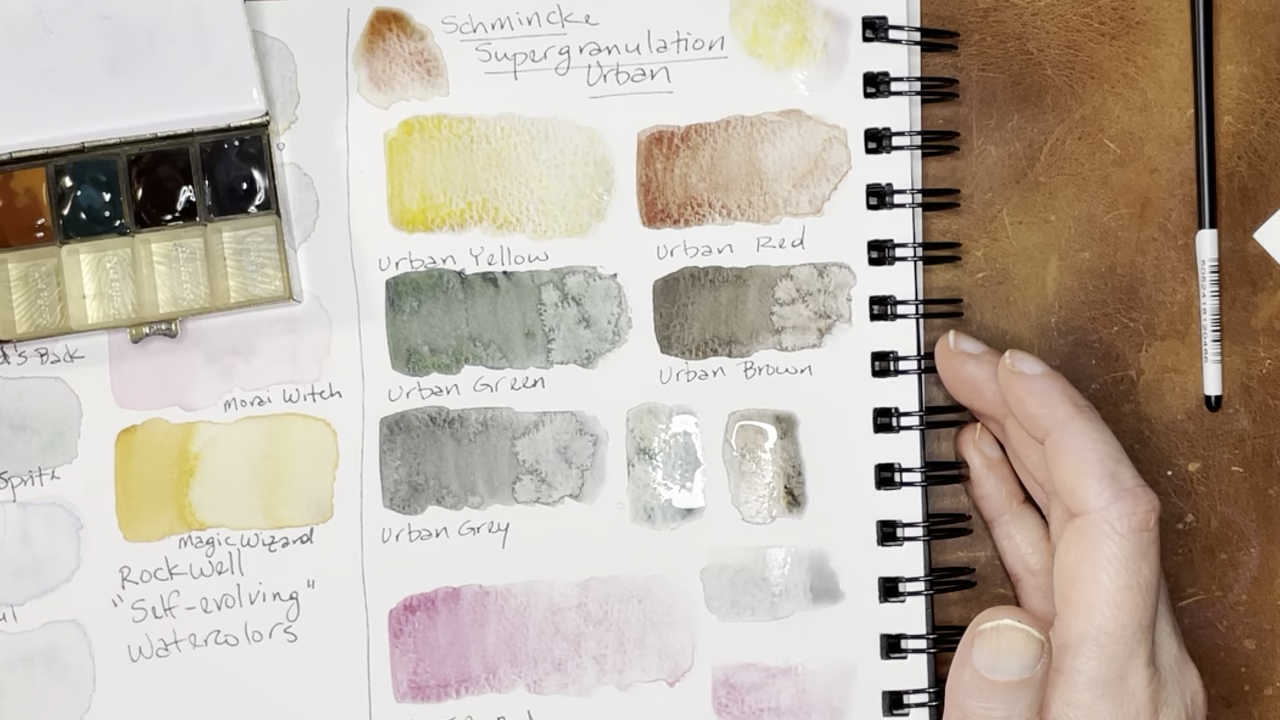 Schmincke
Supergranulation
Urban
Urban Yellow
Urban Red
Urban Green
Urban Brown
Urban Grey
Back
Morai Witch
Magic Wizard
Rockwell
"Self-evolving"
Watercolors